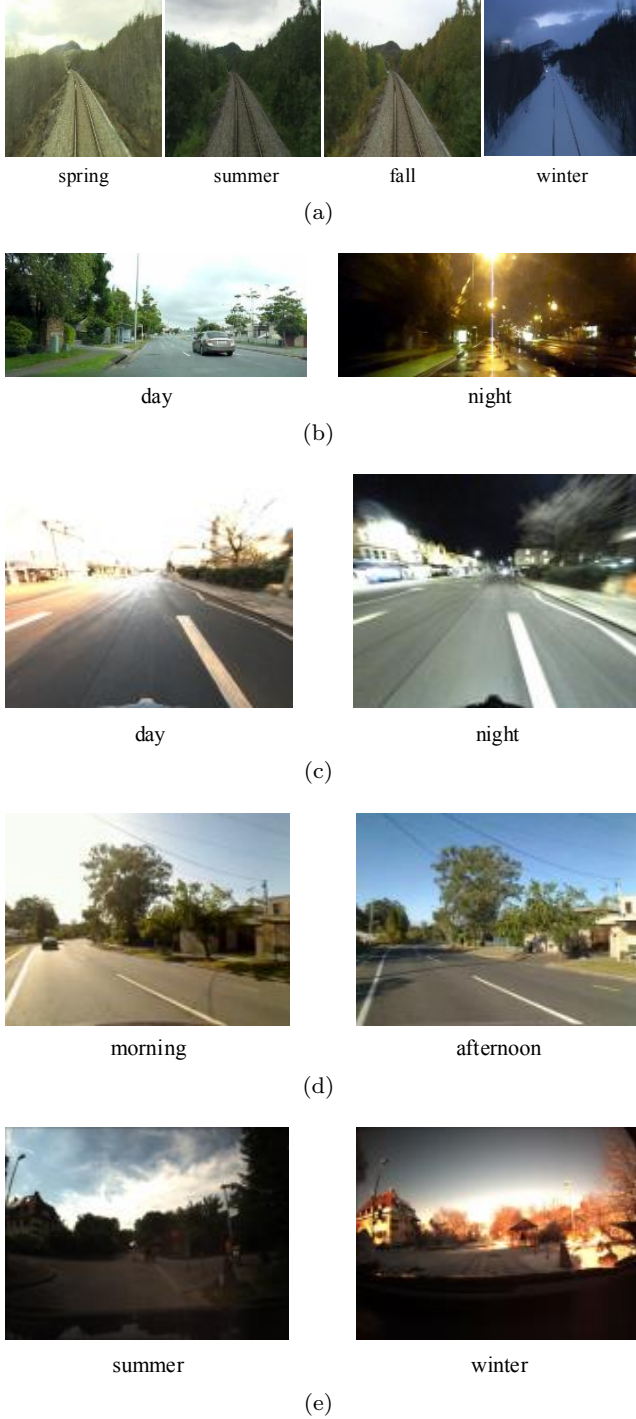 spring summer fall winter
(a)
day night
(b)
day night
(c)
morning afternoon
(d)
summer winter
(e)